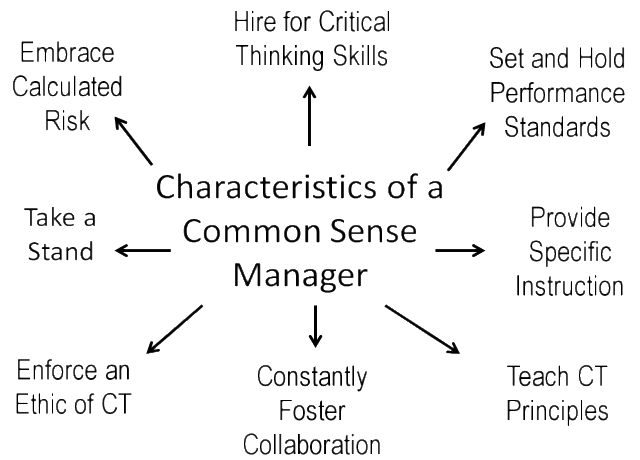 Hire for Critical
Thinking Skills
Embrace
Calculated
Risk
Set and Hold
Performance
Standards
Characteristics of a
Common Sense
Manager
Take a
Stand
Provide
Specific
Instruction
Enforce an
Ethic of CT
Constantly
Foster
Collaboration
Teach CT
Principles